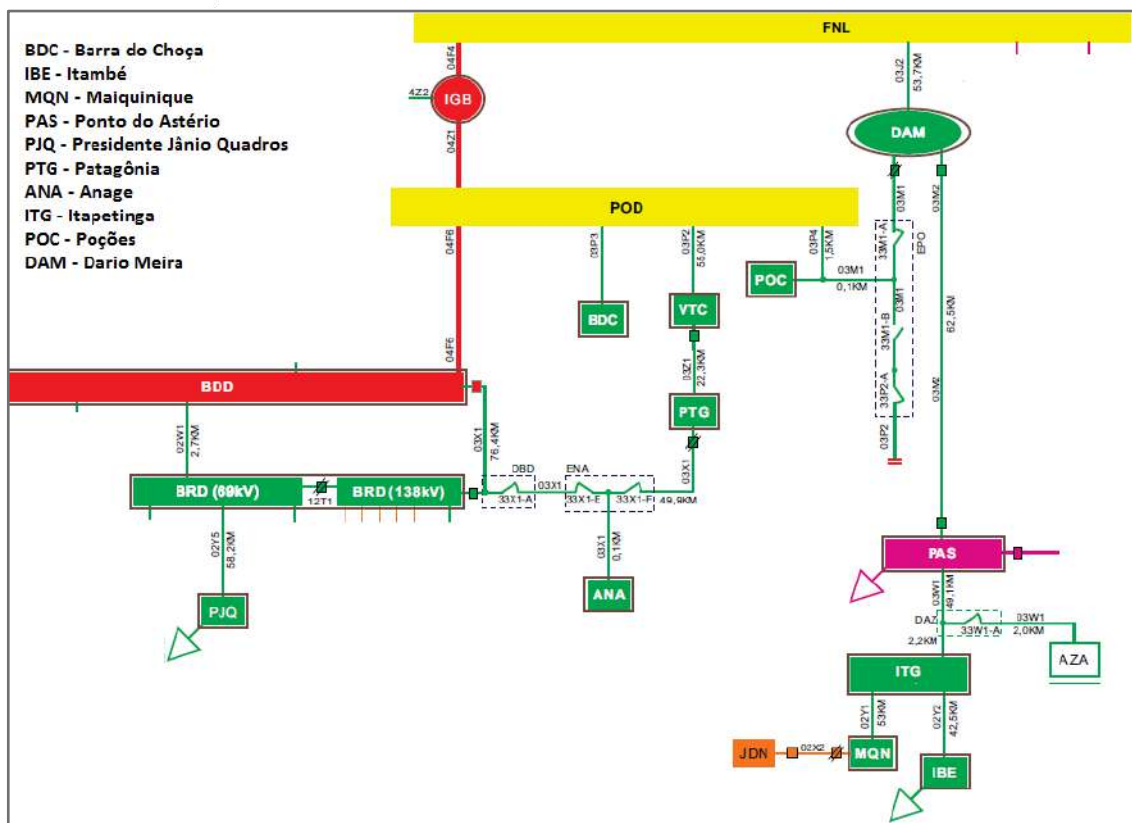 FNL
BDC - Barra do Choça
IBE - Itambé
MQN - Maiquinique
PAS - Ponto do Astério
PJQ - Presidente Jânio Quadros
PTG - Patagônia
ANA - Anage
ITG - Itapetinga
POC - Poções
DAM - Dario Meira
04F4
4Z2
IGB
04Z1
03J2
53,7KM
DAM
03M1
03M2
POD
04F6
03P3
03P2
55,0KM
03P4
1,5KM
33M1-A
EPO
POC
03M1
0,1KM
03M1
BDC
VTC
33M1-B
62,5KM
04F6
03Z1
22,3KM
33P2-A
03M2
BDD
PTG
02W1
2,7KM
03X1
76,4KM
03P2
DBD
ENA
03X1
03X1
BRD (69kV)
12T1
BRD (138kV)
33X1-A
33X1-E
33X1-F
49,9KM
02Y5
58,2KM
03X1
0,1KM
PAS
PJQ
ANA
03W1
49,1KM
DAZ
03W1
33W1-A
2,0KM
2,2KM
ITG
AZA
02Y1
53KM
02Y2
42,5KM
JDN
02X2
MQN
IBE